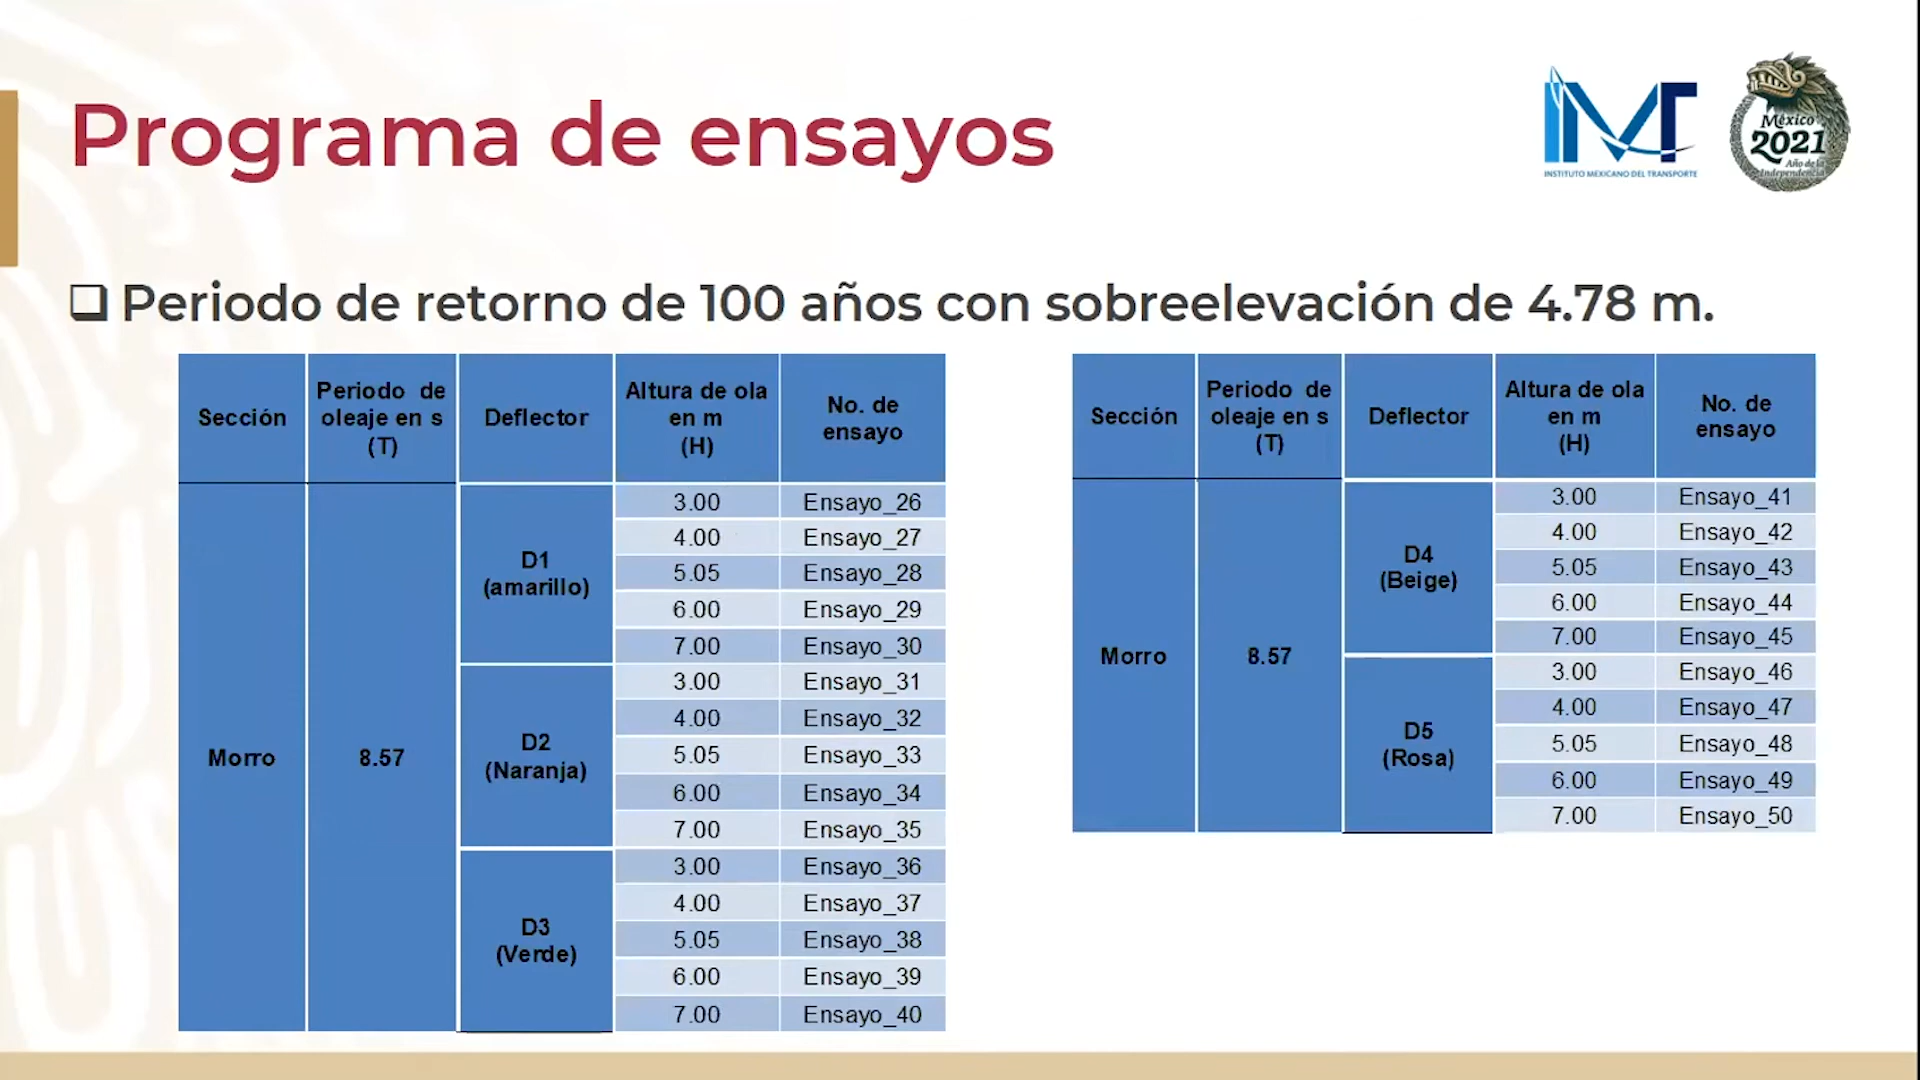 Programa de ensayos
INSTITUTO MEXICANO DEL TRANSPORTE
México
2021
Año de la
Independencia
❑ Periodo de retorno de 100 años con sobreelevación de 4.78 m.
Sección Periodo de oleaje en s (T) Deflector Altura de ola en m (H) No. de ensayo
Morro 8.57 D1 (amarillo) 3.00 Ensayo_26
4.00 Ensayo_27
5.05 Ensayo_28
6.00 Ensayo_29
7.00 Ensayo_30
D2 (Naranja) 3.00 Ensayo_31
4.00 Ensayo_32
5.05 Ensayo_33
6.00 Ensayo_34
7.00 Ensayo_35
D3 (Verde) 3.00 Ensayo_36
4.00 Ensayo_37
5.05 Ensayo_38
6.00 Ensayo_39
7.00 Ensayo_40
Sección Periodo de oleaje en s (T) Deflector Altura de ola en m (H) No. de ensayo
Morro 8.57 D4 (Beige) 3.00 Ensayo_41
4.00 Ensayo_42
5.05 Ensayo_43
6.00 Ensayo_44
7.00 Ensayo_45
D5 (Rosa) 3.00 Ensayo_46
4.00 Ensayo_47
5.05 Ensayo_48
6.00 Ensayo_49
7.00 Ensayo_50